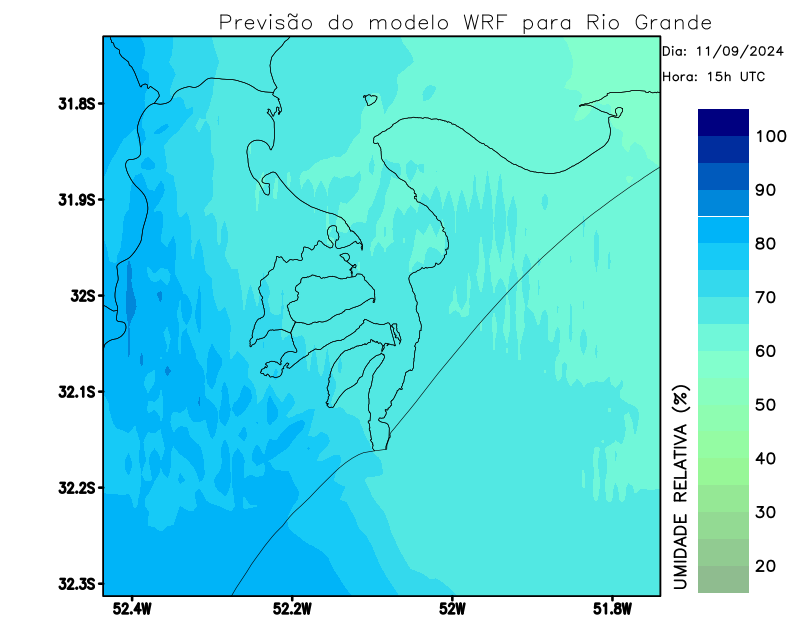 Previsão do modelo WRF para Rio Grande
Dia: 11/09/2024
Hora: 15h UTC
31.8S
31.9S
32S
32.1S
32.2S
32.3S
52.4W
52.2W
52W
51.8W
UMIDADE RELATIVA (%)
100
90
80
70
60
50
40
30
20